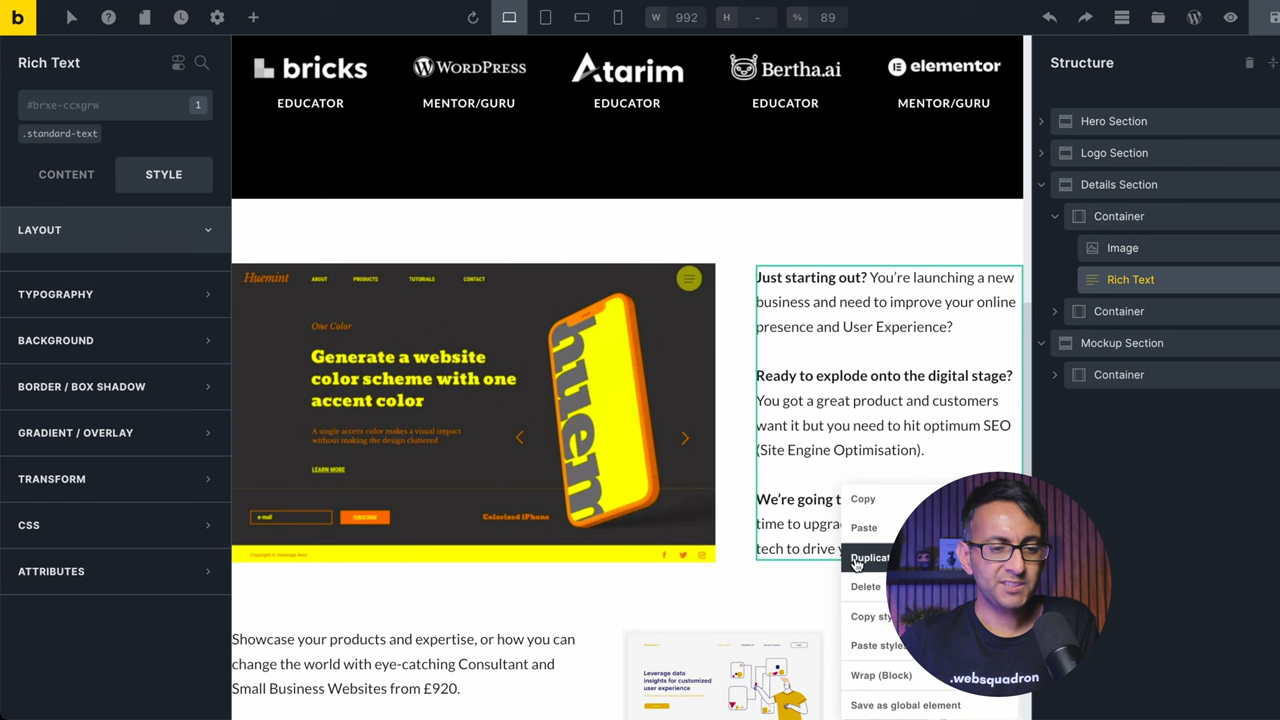 b
W 992
H -
% 89
Rich Text
#brxe-ccxgrw
1
.standard-text
CONTENT
STYLE
LAYOUT
TYPOGRAPHY
BACKGROUND
BORDER / BOX SHADOW
GRADIENT / OVERLAY
TRANSFORM
CSS
ATTRIBUTES
bricks
EDUCATOR
WORDPRESS
MENTOR/GURU
Atarim
EDUCATOR
Bertha.ai
EDUCATOR
elementor
MENTOR/GURU
Huemint
ABOUT
PRODUCTS
TUTORIALS
CONTACT
One Color
Generate a website
color scheme with one
accent color
A single accent color makes a visual impact
without making the design cluttered
LEARN MORE
e-mail
SUBSCRIBE
Colorized iPhone
Copyright © message here
huem
Just starting out? You're launching a new
business and need to improve your online
presence and User Experience?
Ready to explode onto the digital stage?
You got a great product and customers
want it but you need to hit optimum SEO
(Site Engine Optimisation).
We're going t
time to upgra
tech to drive y
Copy
Paste
Duplicat
Delete
Copy sty
Paste style
Wrap (Block)
Save as global element
.websquadron
Showcase your products and expertise, or how you can
change the world with eye-catching Consultant and
Small Business Websites from £920.
Leverage data
insights for customized
user experience
Structure
Hero Section
Logo Section
Details Section
Container
Image
Rich Text
Container
Mockup Section
Container